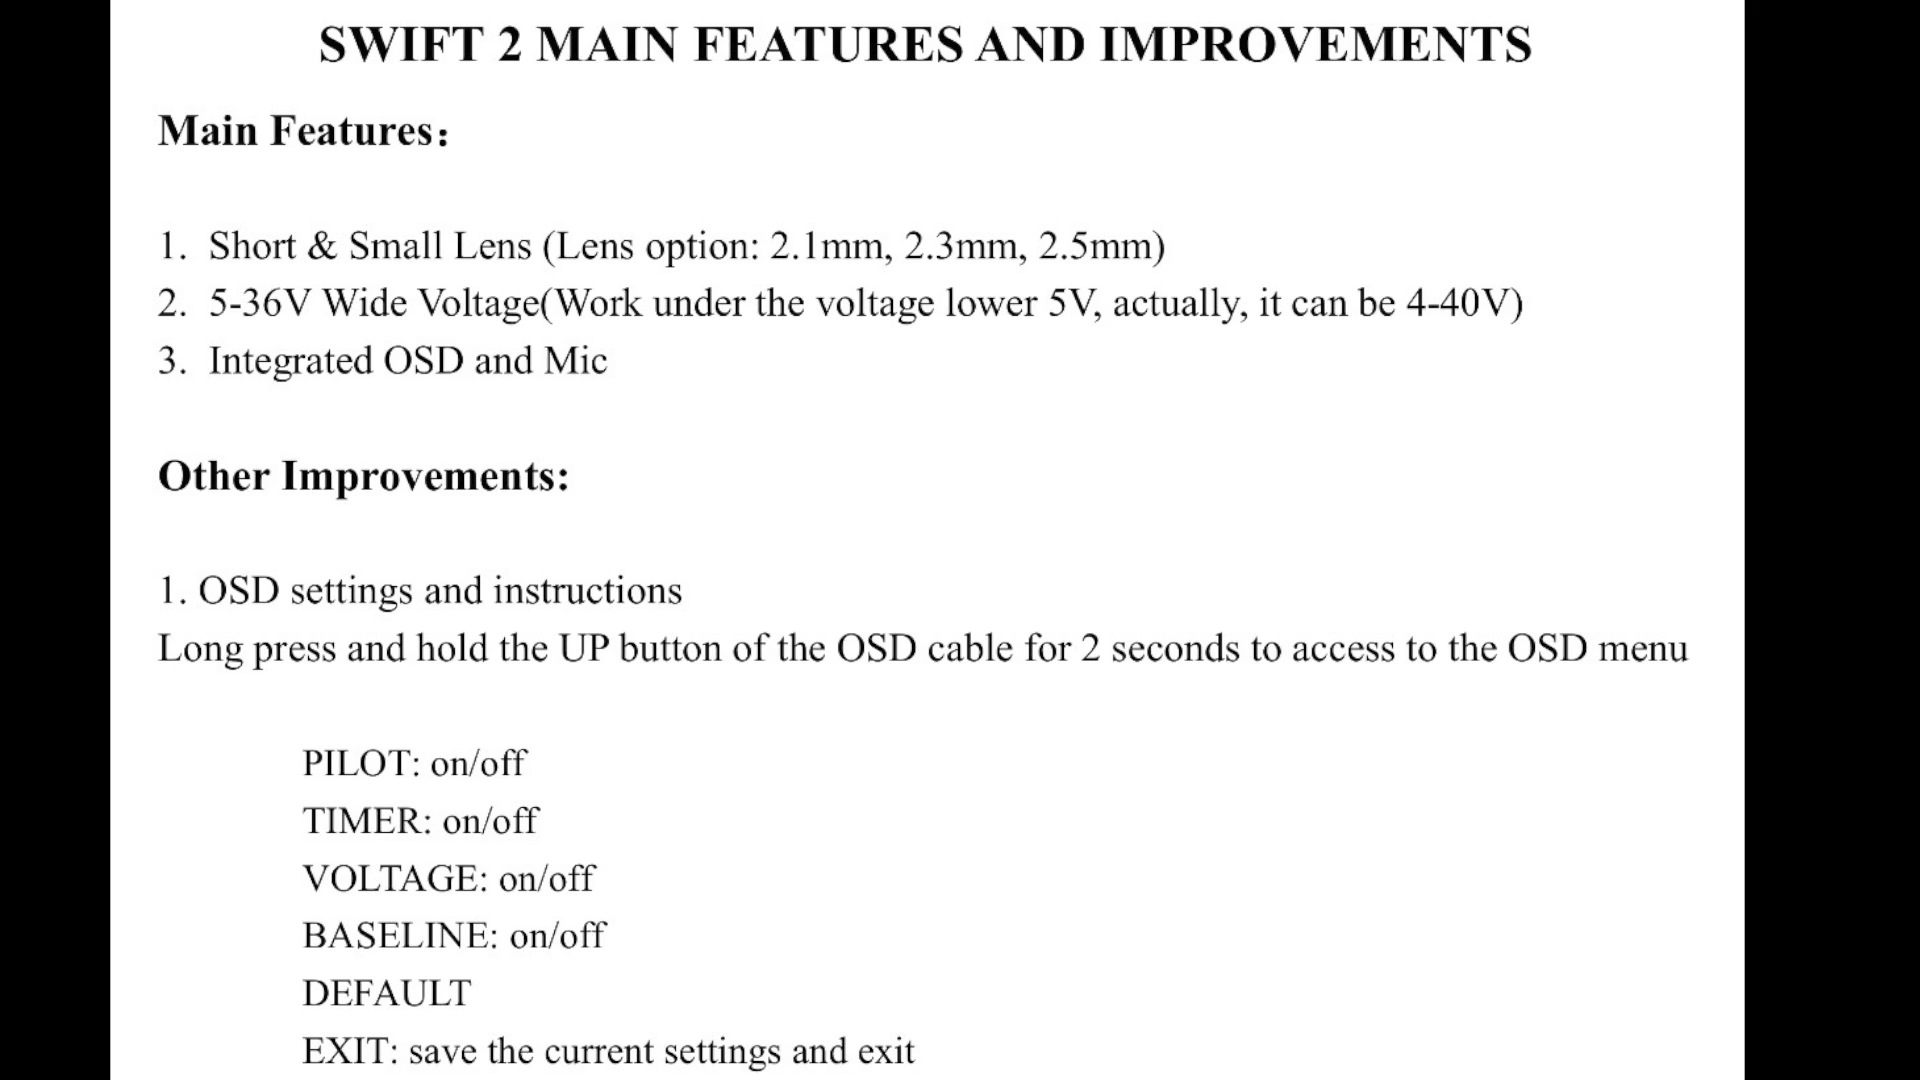 SWIFT 2 MAIN FEATURES AND IMPROVEMENTS
Main Features：
1. Short & Small Lens (Lens option: 2.1mm, 2.3mm, 2.5mm)
2. 5-36V Wide Voltage(Work under the voltage lower 5V, actually, it can be 4-40V)
3. Integrated OSD and Mic
Other Improvements:
1. OSD settings and instructions
Long press and hold the UP button of the OSD cable for 2 seconds to access to the OSD menu
PILOT: on/off
TIMER: on/off
VOLTAGE: on/off
BASELINE: on/off
DEFAULT
EXIT: save the current settings and exit